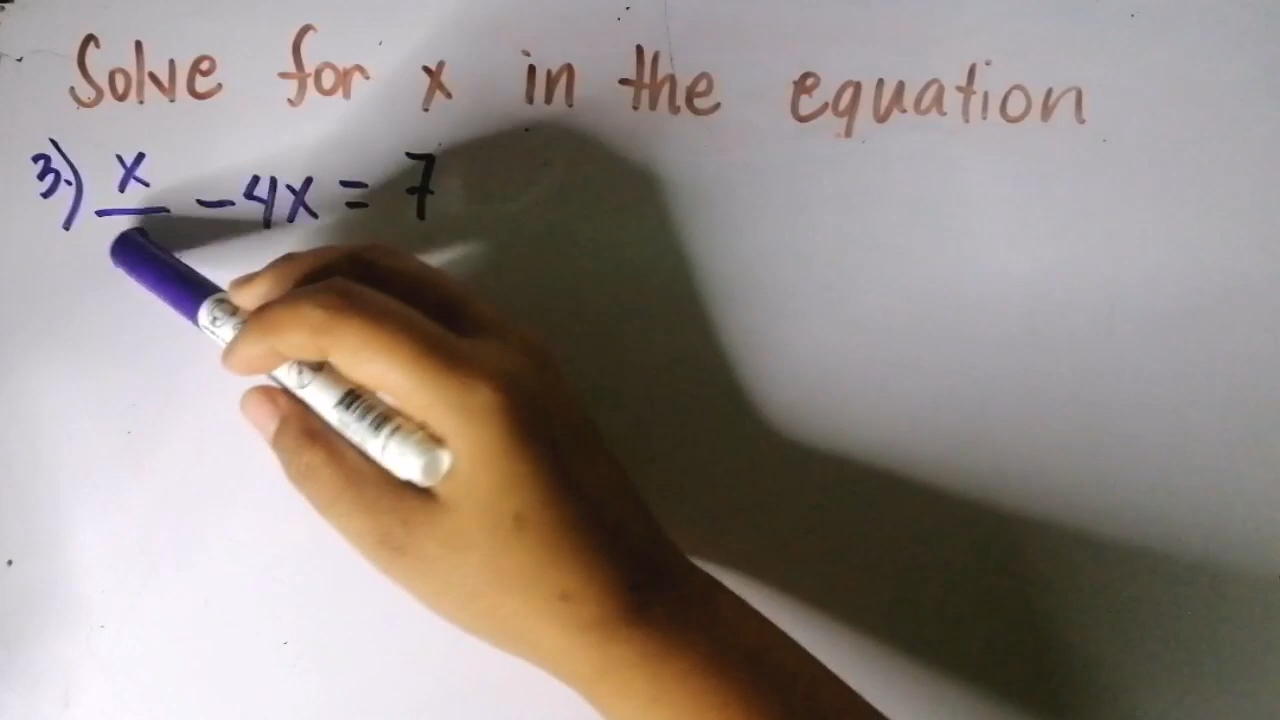 Solve for x in the equation
3.) x
— - 4x = 7